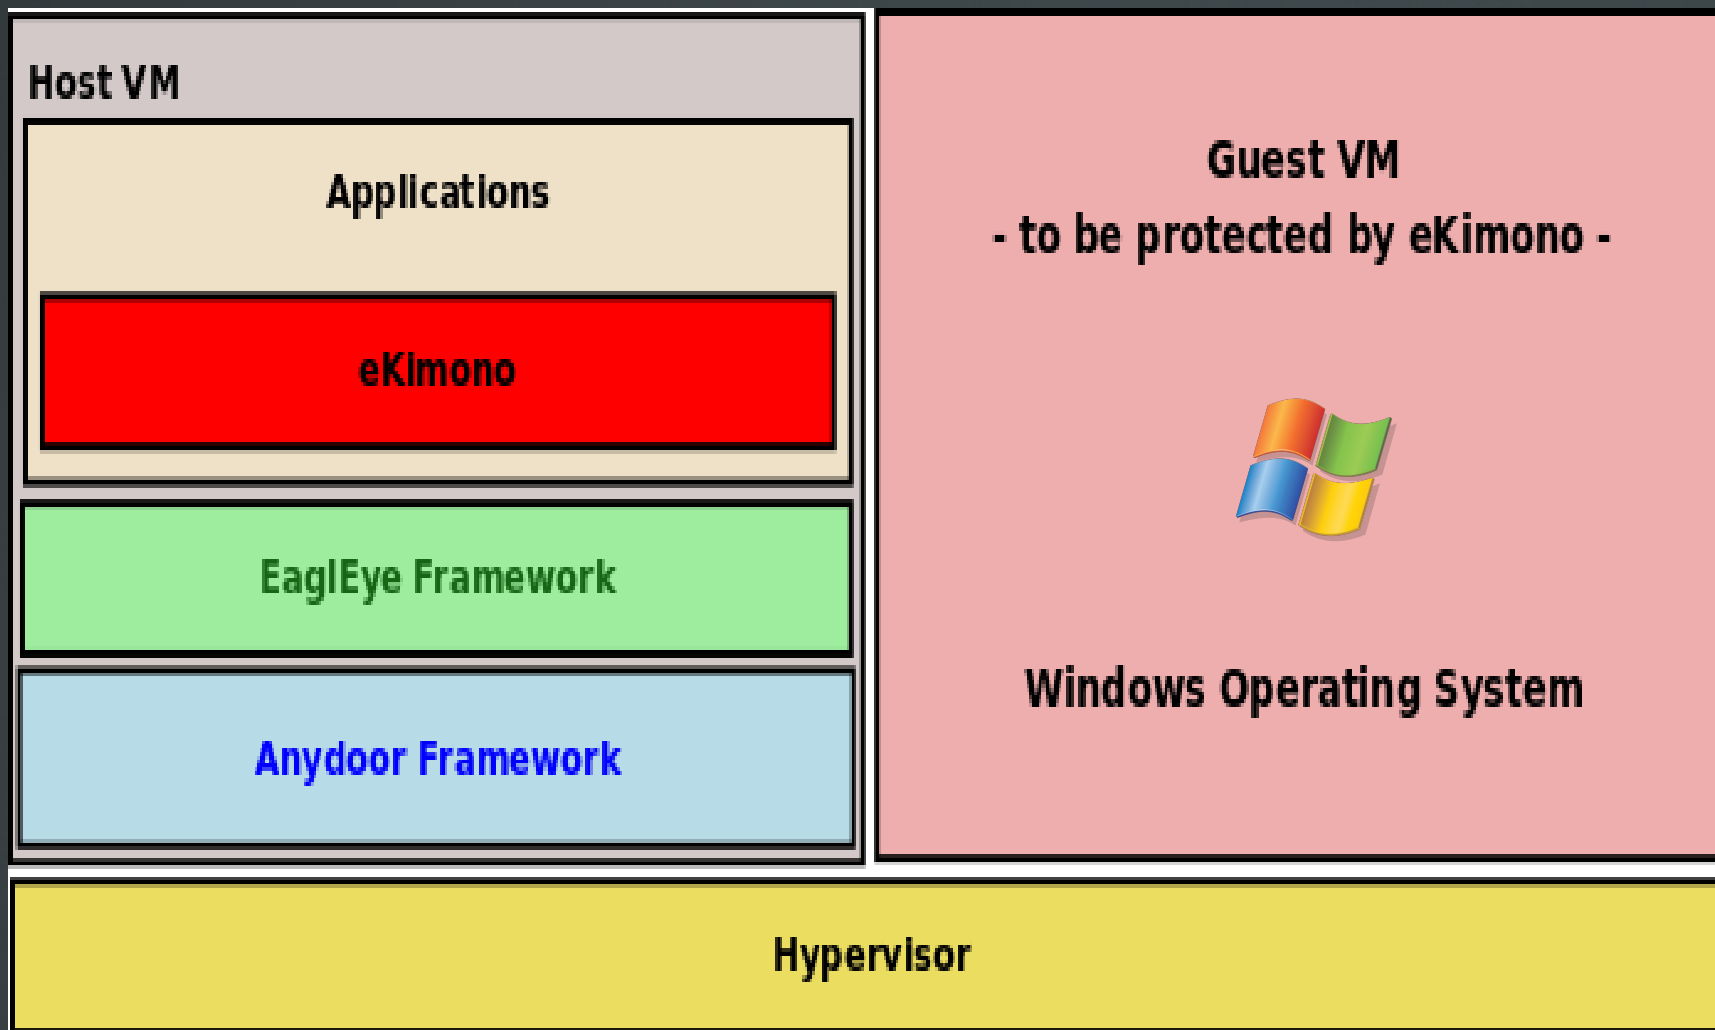 Host VM
Applications
eKimono
EaglEye Framework
Anydoor Framework
Guest VM
- to be protected by eKimono -
Windows Operating System
Hypervisor